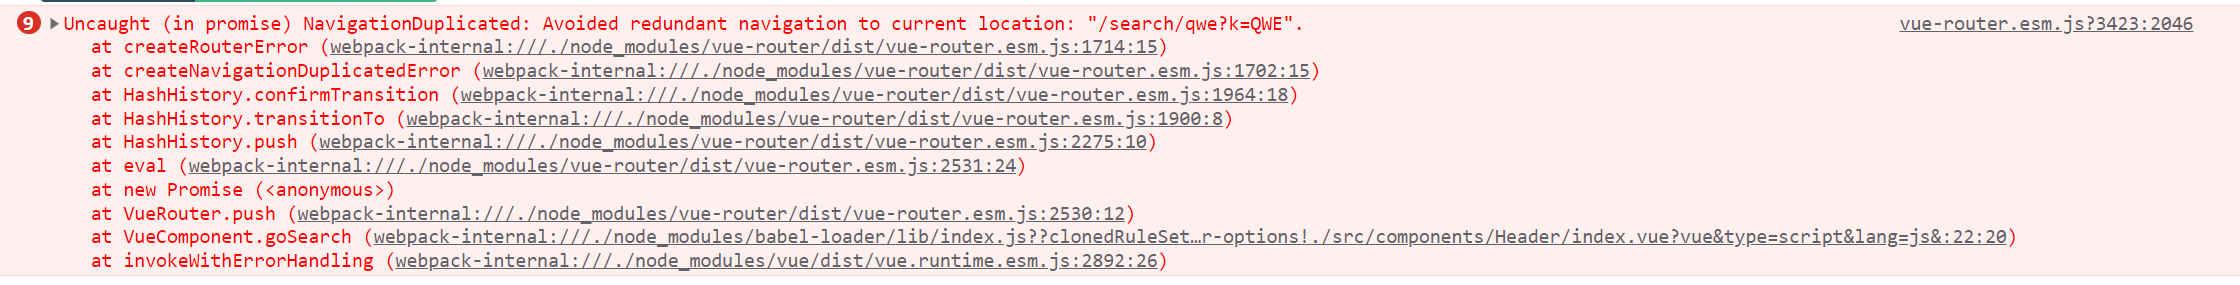 9 ▶Uncaught (in promise) NavigationDuplicated: Avoided redundant navigation to current location: "/search/qwe?k=QWE". vue-router.esm.js?3423:2046
at createRouterError (webpack-internal:///./node_modules/vue-router/dist/vue-router.esm.js:1714:15)
at createNavigationDuplicatedError (webpack-internal:///./node_modules/vue-router/dist/vue-router.esm.js:1702:15)
at HashHistory.confirmTransition (webpack-internal:///./node_modules/vue-router/dist/vue-router.esm.js:1964:18)
at HashHistory.transitionTo (webpack-internal:///./node_modules/vue-router/dist/vue-router.esm.js:1900:8)
at HashHistory.push (webpack-internal:///./node_modules/vue-router/dist/vue-router.esm.js:2275:10)
at eval (webpack-internal:///./node_modules/vue-router/dist/vue-router.esm.js:2531:24)
at new Promise (<anonymous>)
at VueRouter.push (webpack-internal:///./node_modules/vue-router/dist/vue-router.esm.js:2530:12)
at VueComponent.goSearch (webpack-internal:///./node_modules/babel-loader/lib/index.js??clonedRuleSet…r-options!./src/components/Header/index.vue?vue&type=script&lang=js&:22:20)
at invokeWithErrorHandling (webpack-internal:///./node_modules/vue/dist/vue.runtime.esm.js:2892:26)